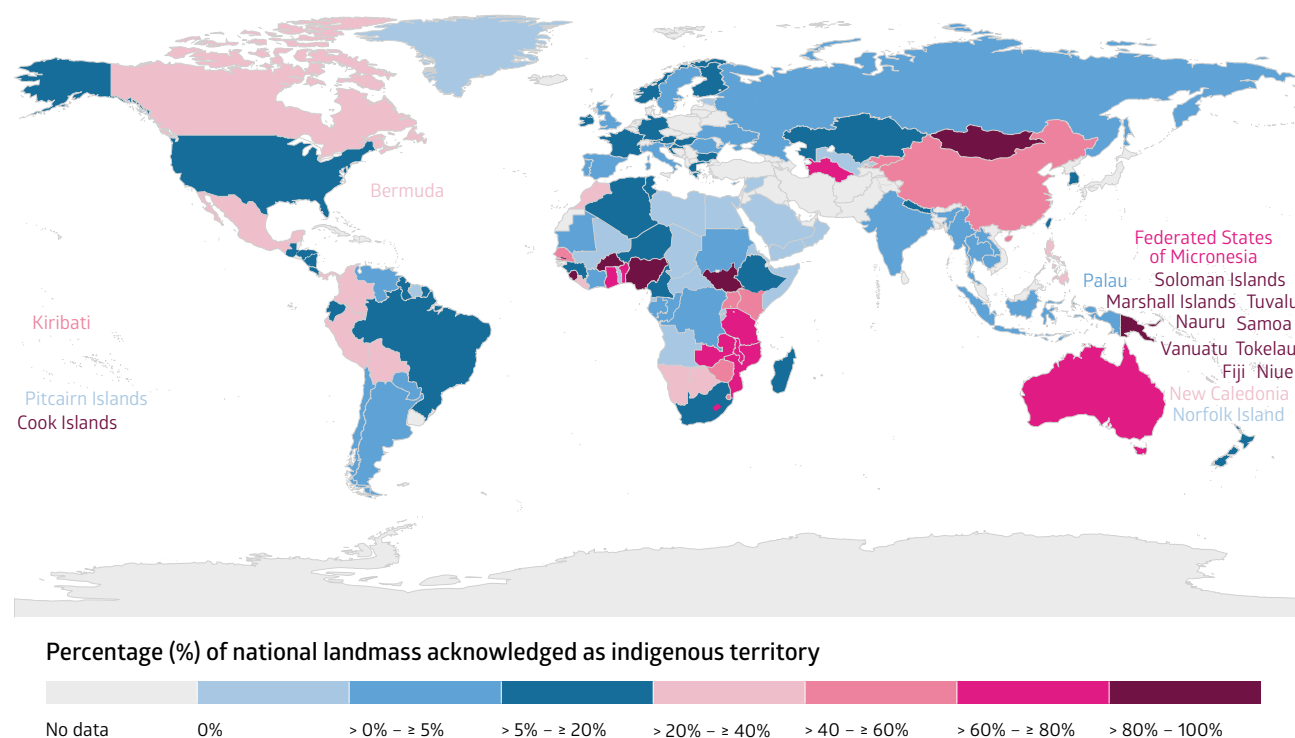 Bermuda
Federated States
of Micronesia
Palau
Soloman Islands
Marshall Islands
Tuvalu
Kiribati
Nauru
Samoa
Vanuatu
Tokelau
Fiji
Niue
Pitcairn Islands
New Caledonia
Cook Islands
Norfolk Island
Percentage (%) of national landmass acknowledged as indigenous territory
No data
0%
> 0% – ≥ 5%
> 5% – ≥ 20%
> 20% – ≥ 40%
> 40 – ≥ 60%
> 60% – ≥ 80%
> 80% – 100%